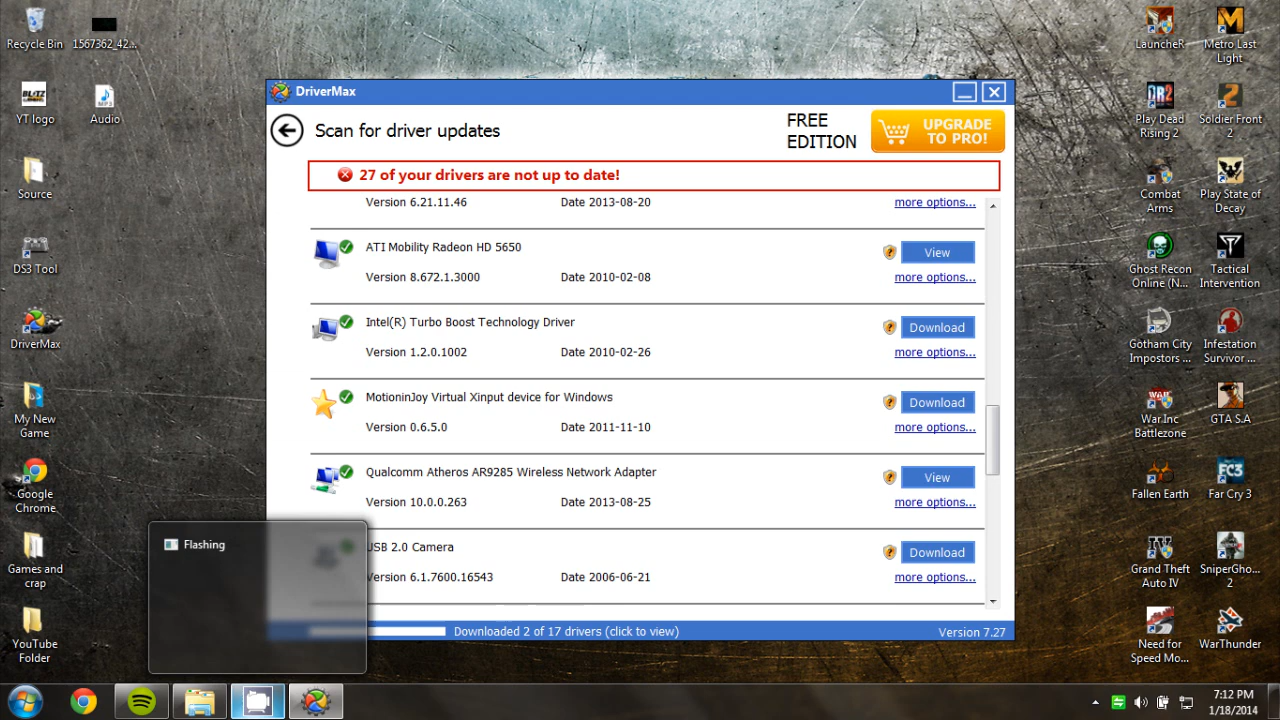 Recycle Bin
1567362_42...
YT logo
Audio
Source
DS3 Tool
DriverMax
My New
Game
Google
Chrome
Games and
crap
YouTube
Folder
DriverMax
Scan for driver updates
FREE
EDITION
UPGRADE
TO PRO!
27 of your drivers are not up to date!
Version 6.21.11.46 Date 2013-08-20 more options...
ATI Mobility Radeon HD 5650 View
Version 8.672.1.3000 Date 2010-02-08 more options...
Intel(R) Turbo Boost Technology Driver Download
Version 1.2.0.1002 Date 2010-02-26 more options...
MotioninJoy Virtual Xinput device for Windows Download
Version 0.6.5.0 Date 2011-11-10 more options...
Qualcomm Atheros AR9285 Wireless Network Adapter View
Version 10.0.0.263 Date 2013-08-25 more options...
USB 2.0 Camera Download
Version 6.1.7600.16543 Date 2006-06-21 more options...
Downloaded 2 of 17 drivers (click to view) Version 7.27
Flashing
LauncheR
Metro Last
Light
Play Dead
Rising 2
Soldier Front
2
Combat
Arms
Play State of
Decay
Ghost Recon
Online (N...
Tactical
Intervention
Gotham City
Impostors ...
Infestation
Survivor ...
War.Inc
Battlezone
GTA S.A
Fallen Earth
Far Cry 3
Grand Theft
Auto IV
SniperGho...
2
Need for
Speed Mo...
WarThunder
7:12 PM
1/18/2014